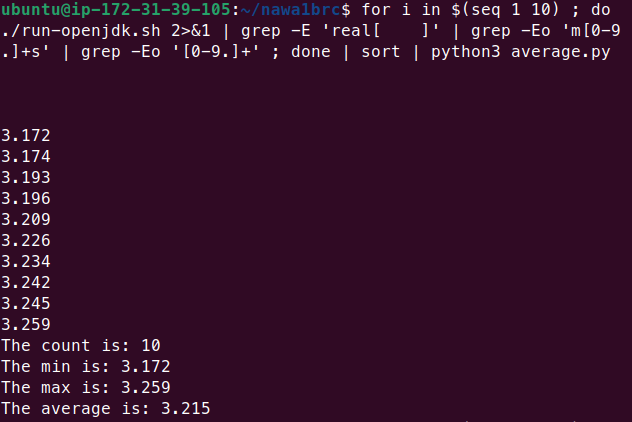 ubuntu@ip-172-31-39-105:~/nawa1brc$ for i in $(seq 1 10) ; do
./run-openjdk.sh 2>&1 | grep -E 'real[    ]' | grep -Eo 'm[0-9
.]+s' | grep -Eo '[0-9.]+' ; done | sort | python3 average.py
3.172
3.174
3.193
3.196
3.209
3.226
3.234
3.242
3.245
3.259
The count is: 10
The min is: 3.172
The max is: 3.259
The average is: 3.215